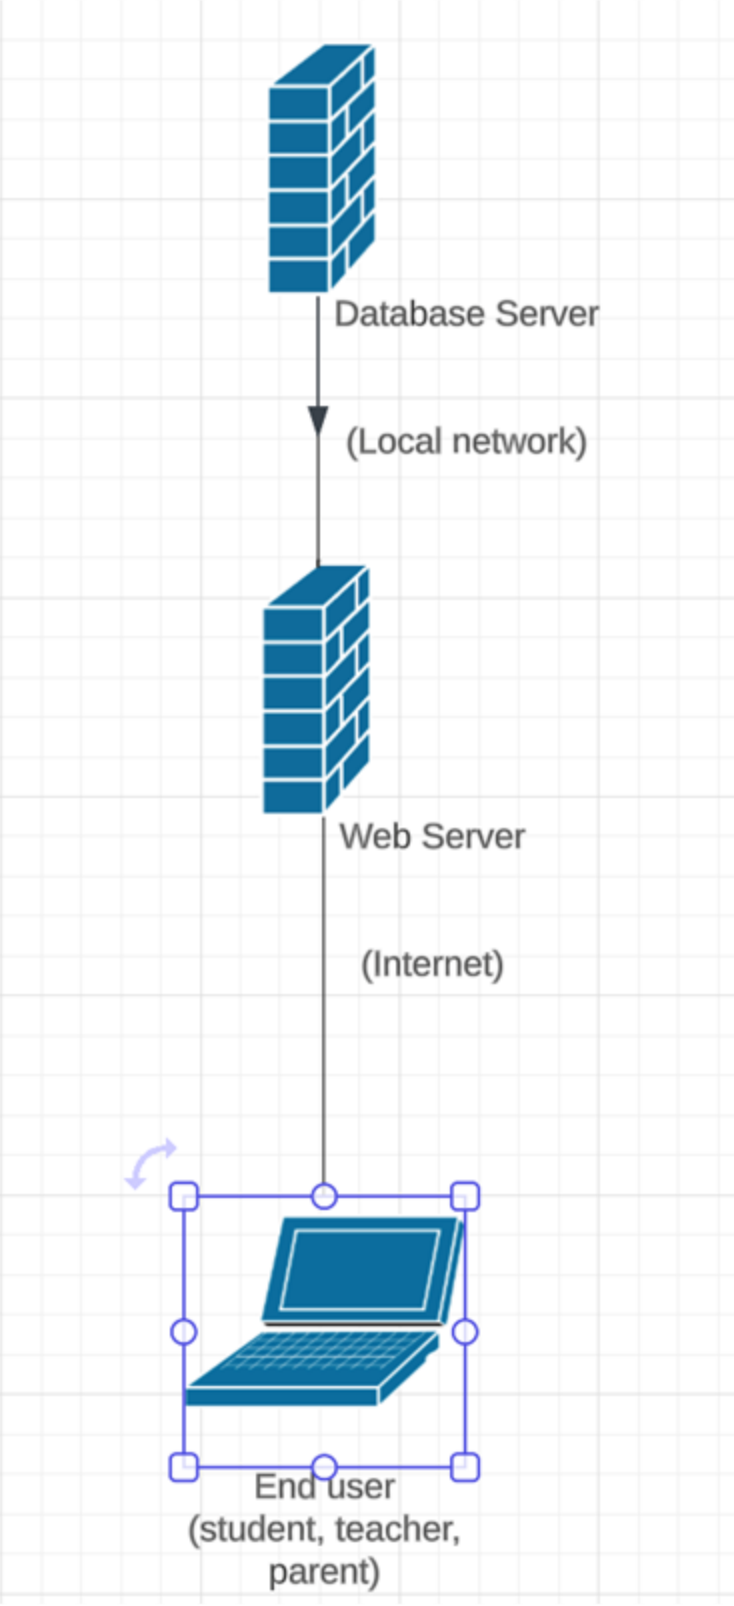 Database Server
(Local network)
Web Server
(Internet)
End user
(student, teacher,
parent)